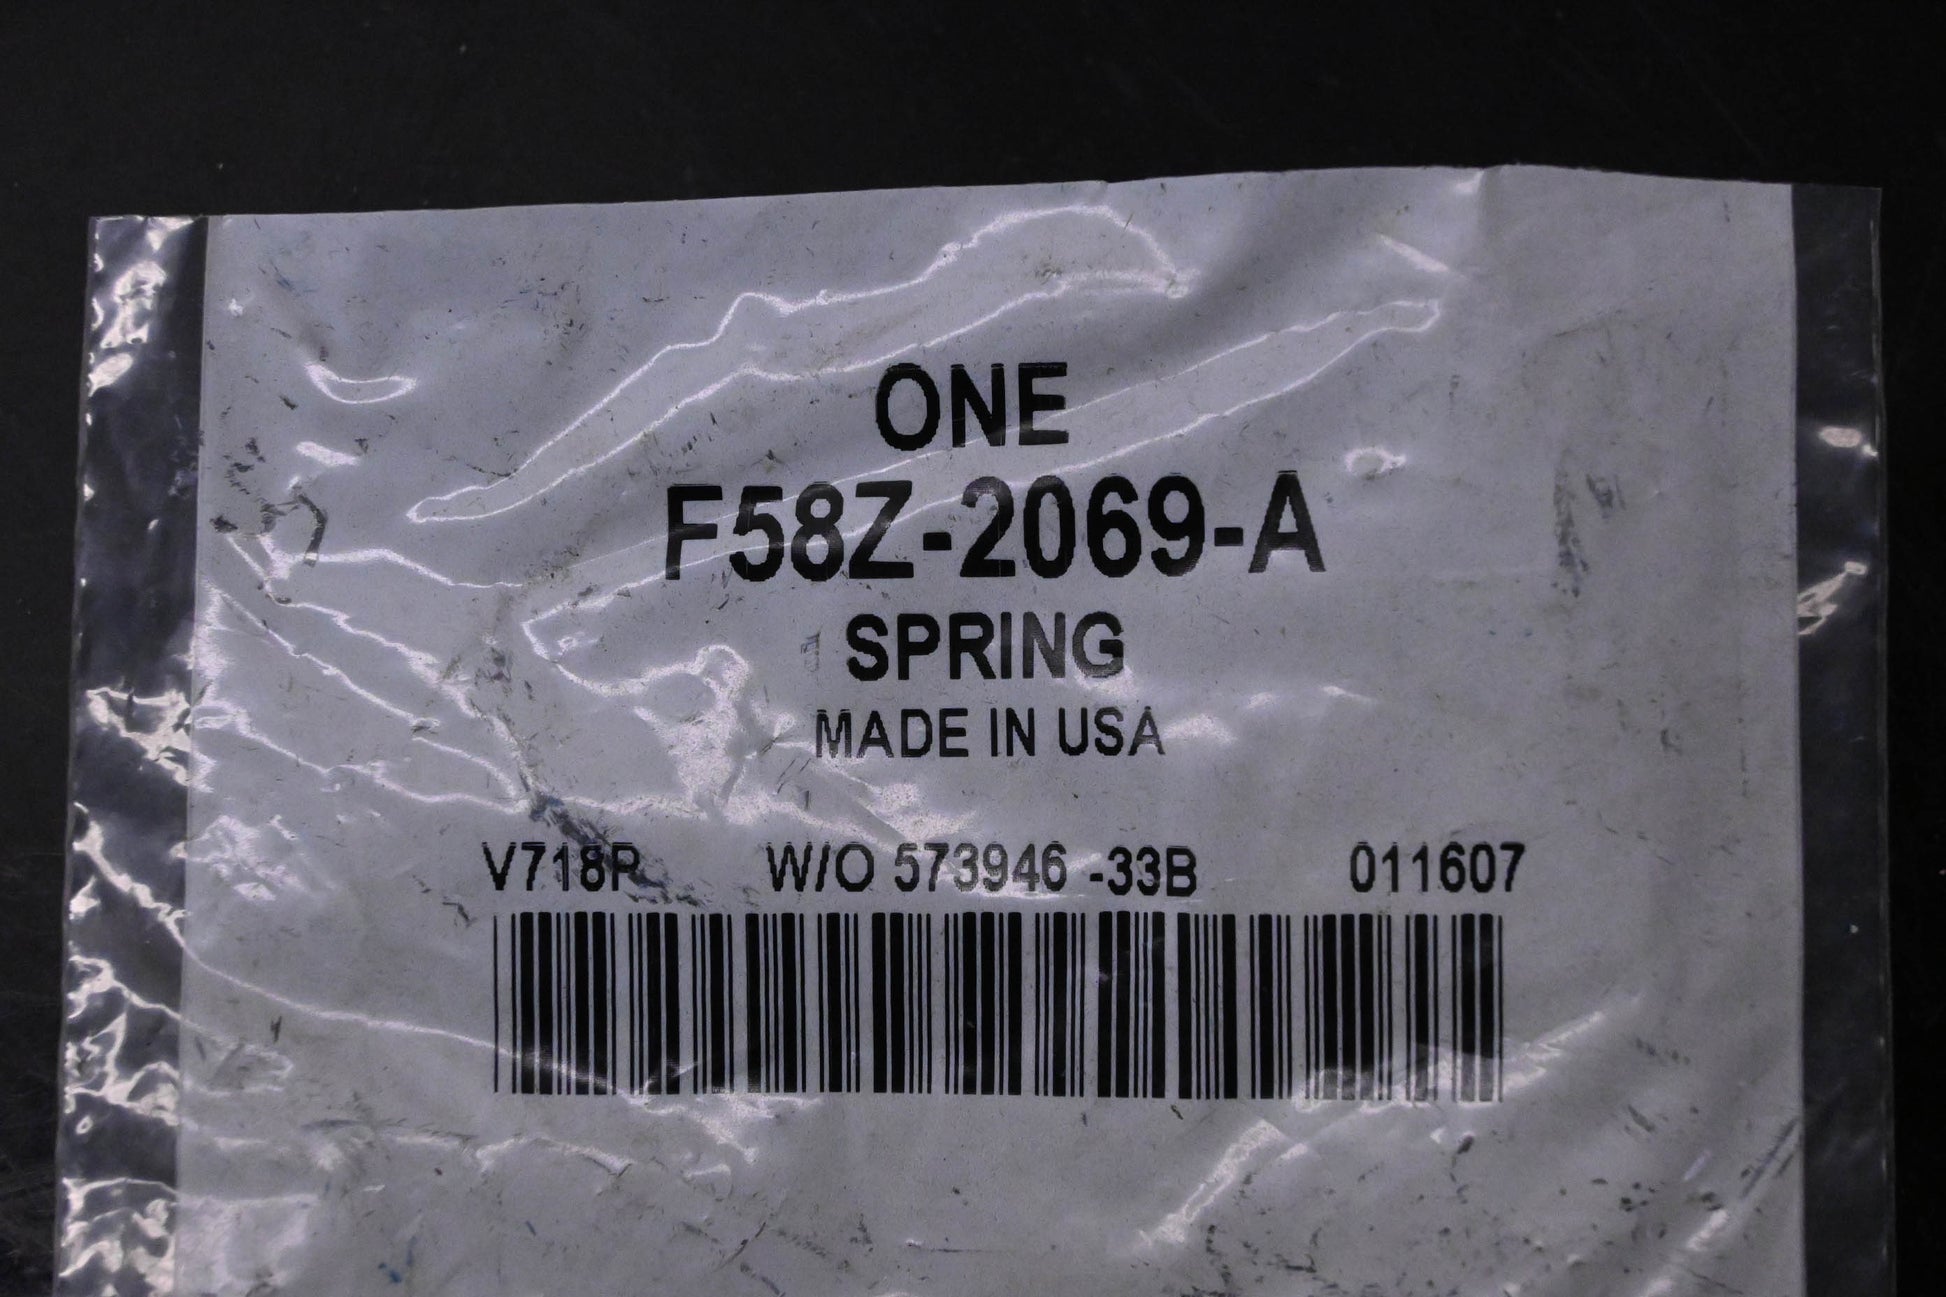 ONE
F58Z-2069-A
SPRING
MADE IN USA
V718P W/O 573946 -33B 011607